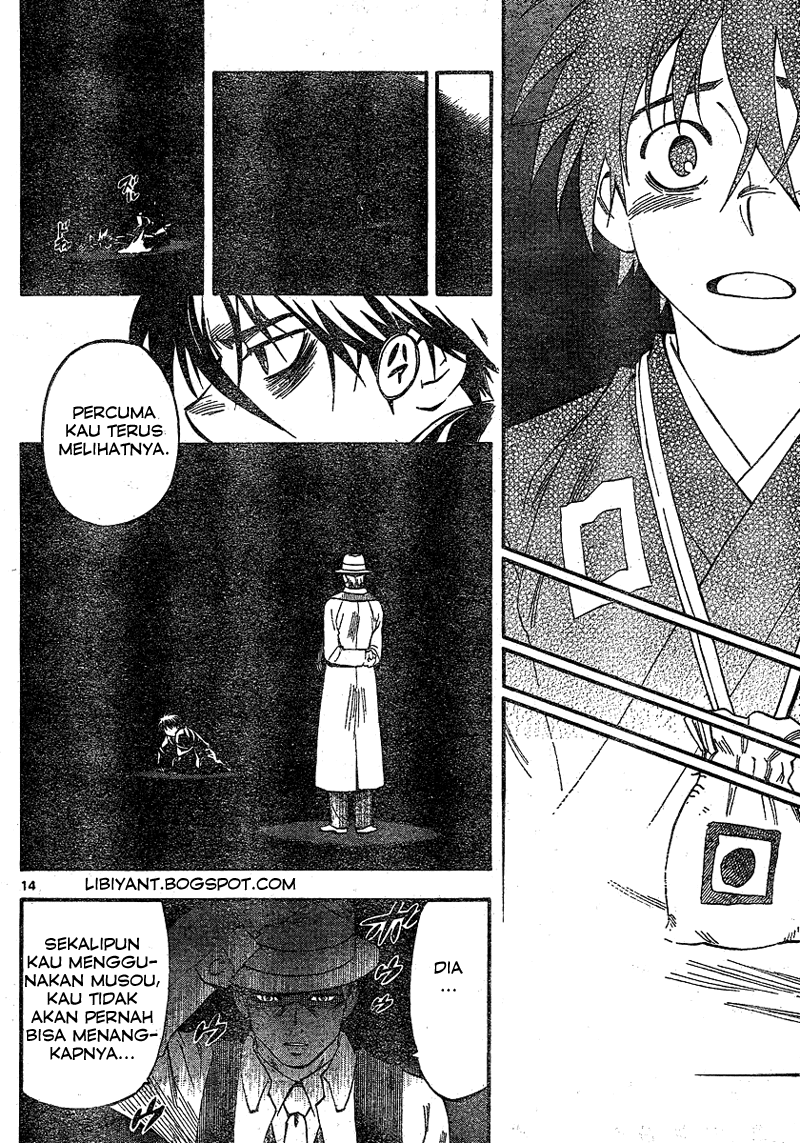 PERCUMA
KAU TERUS
MELIHATNYA.
14
LIBIYANT.BOGSPOT.COM
DIA
...
SEKALIPUN
KAU MENGGU-
NAKAN MUSOU,
KAU TIDAK
AKAN PERNAH
BISA MENANG-
KAPNYA...